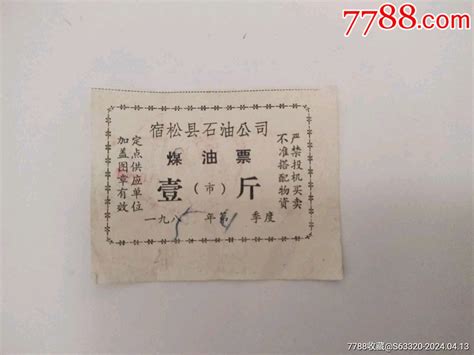 7788.com
宿松县石油公司
煤油票
壹(市)斤
一九八5年第 季度
定点供应单位
加盖图章有效
严禁投机买卖
不准搭配物资
7788收藏@S63320-2024.04.13